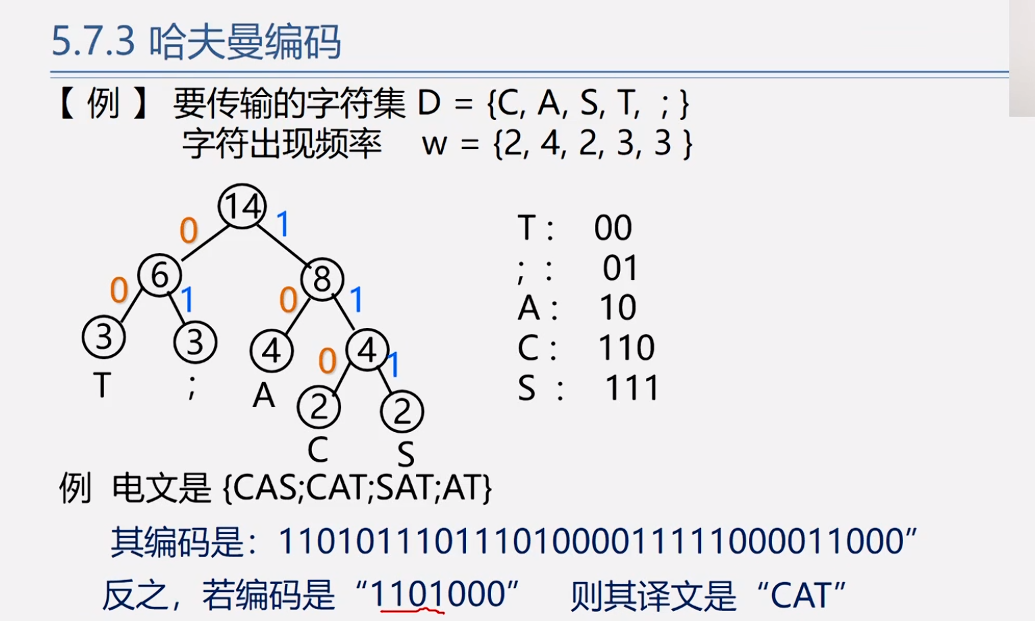 5.7.3 哈夫曼编码
【 例 】 要传输的字符集 D = {C, A, S, T, ; }
字符出现频率 w = {2, 4, 2, 3, 3 }
14
0 1
6 8
0 1 0 1
3 3 4 4
0 1
T ; A 2 2
C S
T : 00
; : 01
A : 10
C : 110
S : 111
例 电文是 {CAS;CAT;SAT;AT}
其编码是：11010111011101000011111000011000”
反之，若编码是“1101000” 则其译文是“CAT”